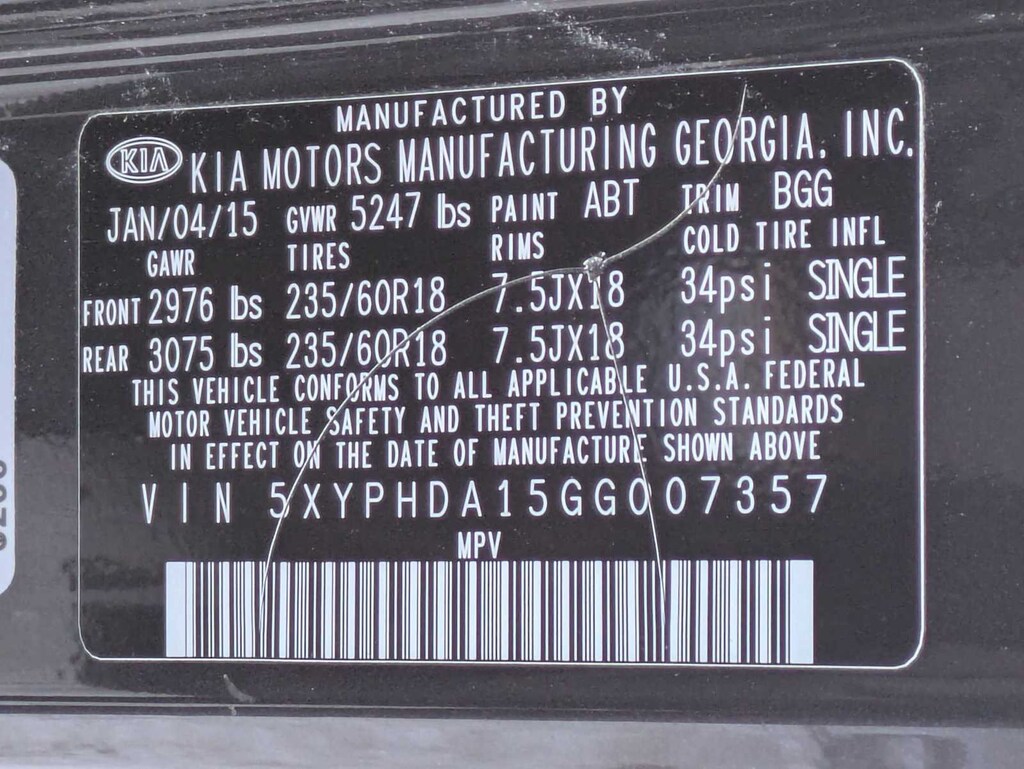 MANUFACTURED BY
KIA KIA MOTORS MANUFACTURING GEORGIA, INC.
JAN/04/15 GVWR 5247 lbs PAINT ABT TRIM BGG
GAWR TIRES RIMS COLD TIRE INFL
FRONT 2976 lbs 235/60R18 7.5JX18 34psi SINGLE
REAR 3075 lbs 235/60R18 7.5JX18 34psi SINGLE
THIS VEHICLE CONFORMS TO ALL APPLICABLE U.S.A. FEDERAL
MOTOR VEHICLE SAFETY AND THEFT PREVENTION STANDARDS
IN EFFECT ON THE DATE OF MANUFACTURE SHOWN ABOVE
VIN 5XYPHDA15GG007357
MPV